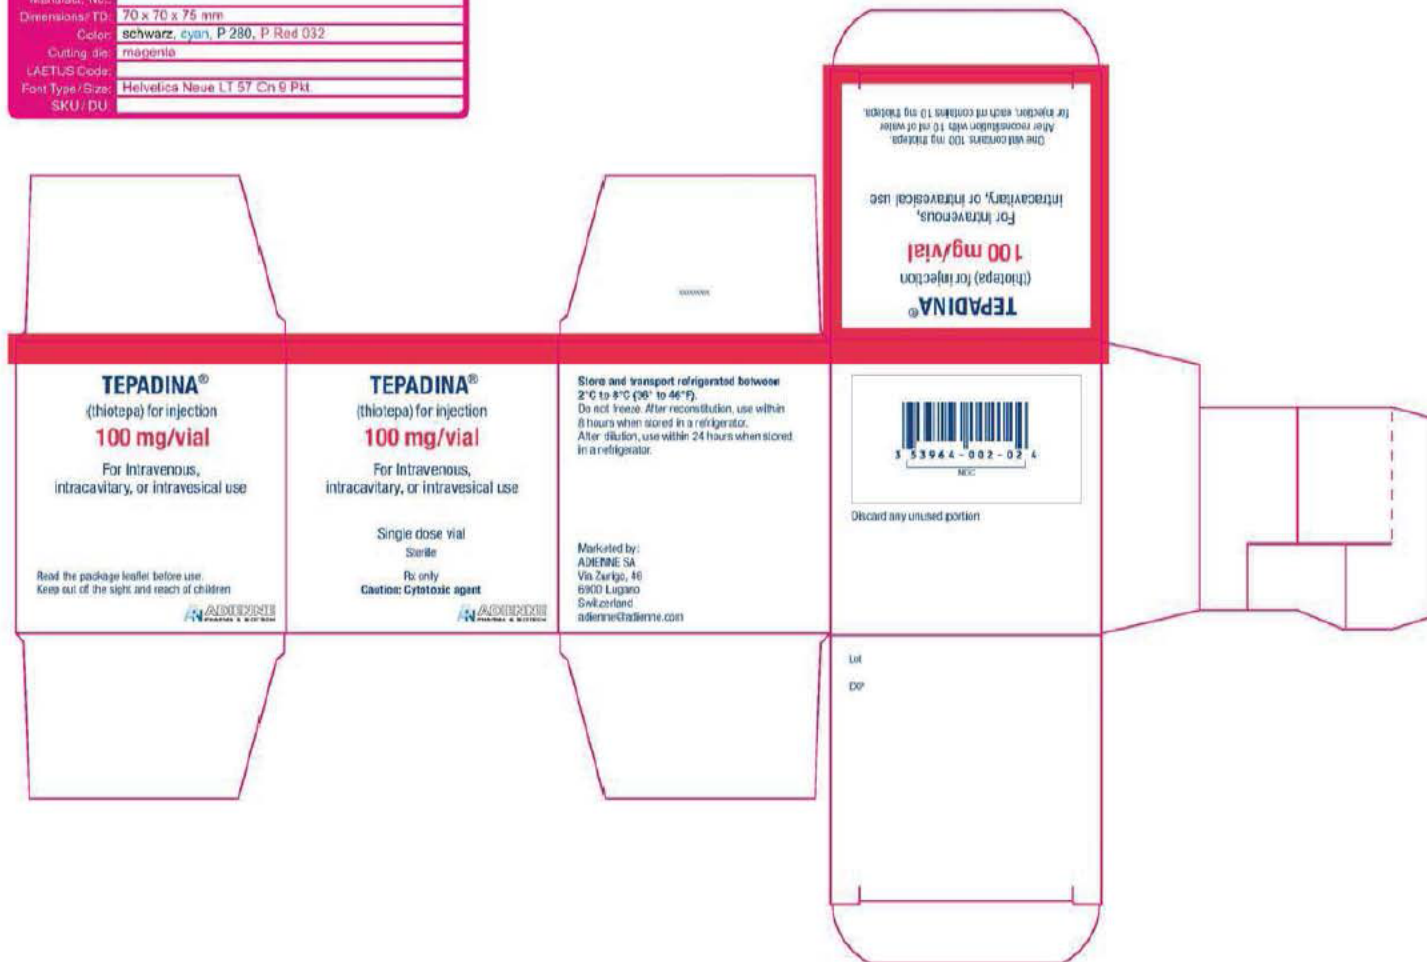 Dimensions/TD: 70 x 70 x 75 mm
Color: schwarz, cyan, P 280, P Red 032
Cutting die: magenta
LAETUS Code:
Font Type/Size: Helvetica Neue LT 57 Cn 9 Pkt
SKU/DU:
TEPADINA®
(thiotepa) for injection
100 mg/vial
For Intravenous,
intracavitary, or intravesical use
One vial contains 100 mg thiotepa.
After reconstitution with 10 ml of water
for injection, each ml contains 10 mg thiotepa.
xxxxxxx
TEPADINA®
(thiotepa) for injection
100 mg/vial
For Intravenous,
intracavitary, or intravesical use
Read the package leaflet before use.
Keep out of the sight and reach of children
ADIENNE
PHARMA & BIOTECH
TEPADINA®
(thiotepa) for injection
100 mg/vial
For Intravenous,
intracavitary, or intravesical use
Single dose vial
Sterile
Rx only
Caution: Cytotoxic agent
ADIENNE
PHARMA & BIOTECH
Store and transport refrigerated between
2°C to 8°C (36° to 46°F).
Do not freeze. After reconstitution, use within
8 hours when stored in a refrigerator.
After dilution, use within 24 hours when stored
in a refrigerator.
Marketed by:
ADIENNE SA
Via Zurigo, 46
6900 Lugano
Switzerland
adienne@adienne.com
3 53964-002-02 4
NDC
Discard any unused portion
Lot
EXP